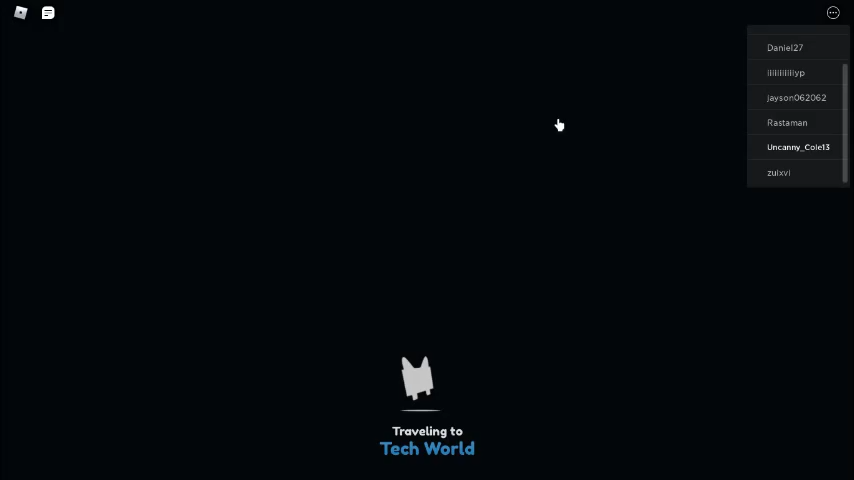 Daniel27
jayson062062
Rastaman
Uncanny_Cole13
zuixvi
Traveling to
Tech World